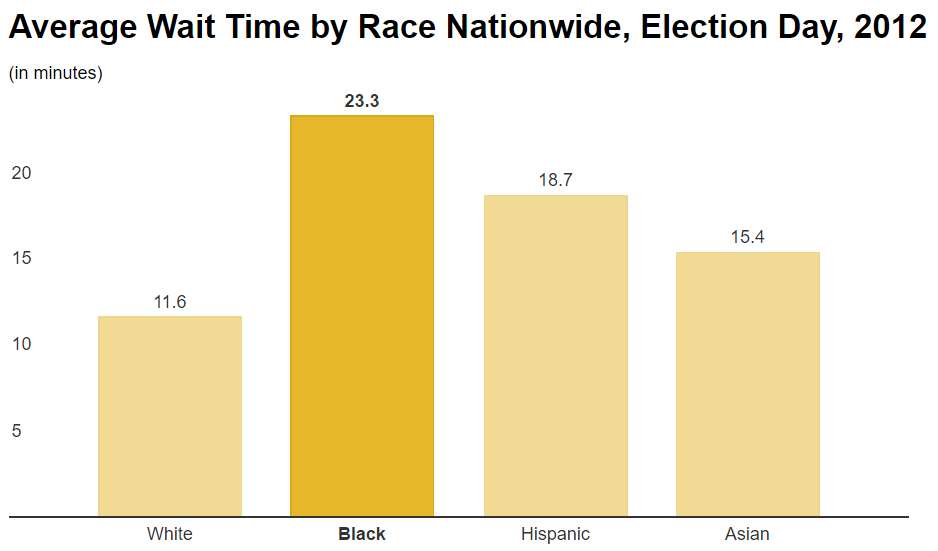 Average Wait Time by Race Nationwide, Election Day, 2012
(in minutes)
23.3
20
18.7
15
15.4
11.6
10
5
White
Black
Hispanic
Asian